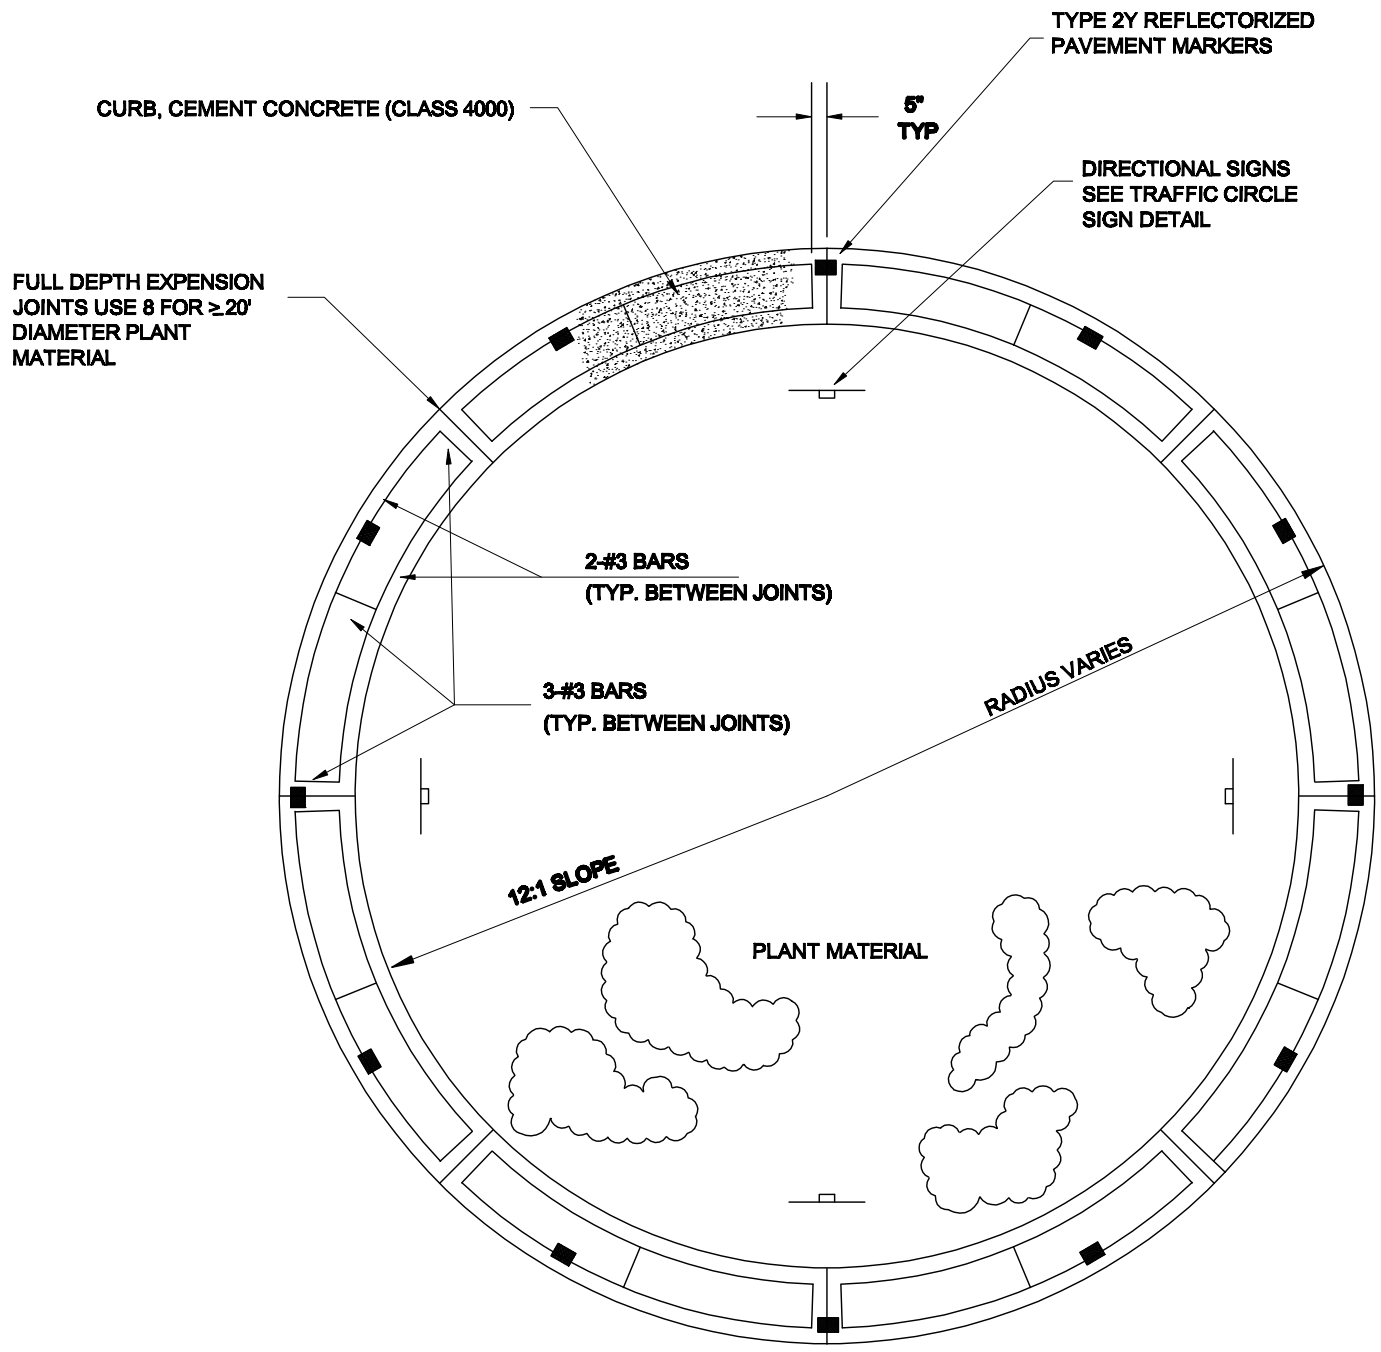 TYPE 2Y REFLECTORIZED
PAVEMENT MARKERS
CURB, CEMENT CONCRETE (CLASS 4000)
5"
TYP
DIRECTIONAL SIGNS
SEE TRAFFIC CIRCLE
SIGN DETAIL
FULL DEPTH EXPENSION
JOINTS USE 8 FOR ≥20'
DIAMETER PLANT
MATERIAL
2-#3 BARS
(TYP. BETWEEN JOINTS)
RADIUS VARIES
3-#3 BARS
(TYP. BETWEEN JOINTS)
12:1 SLOPE
PLANT MATERIAL